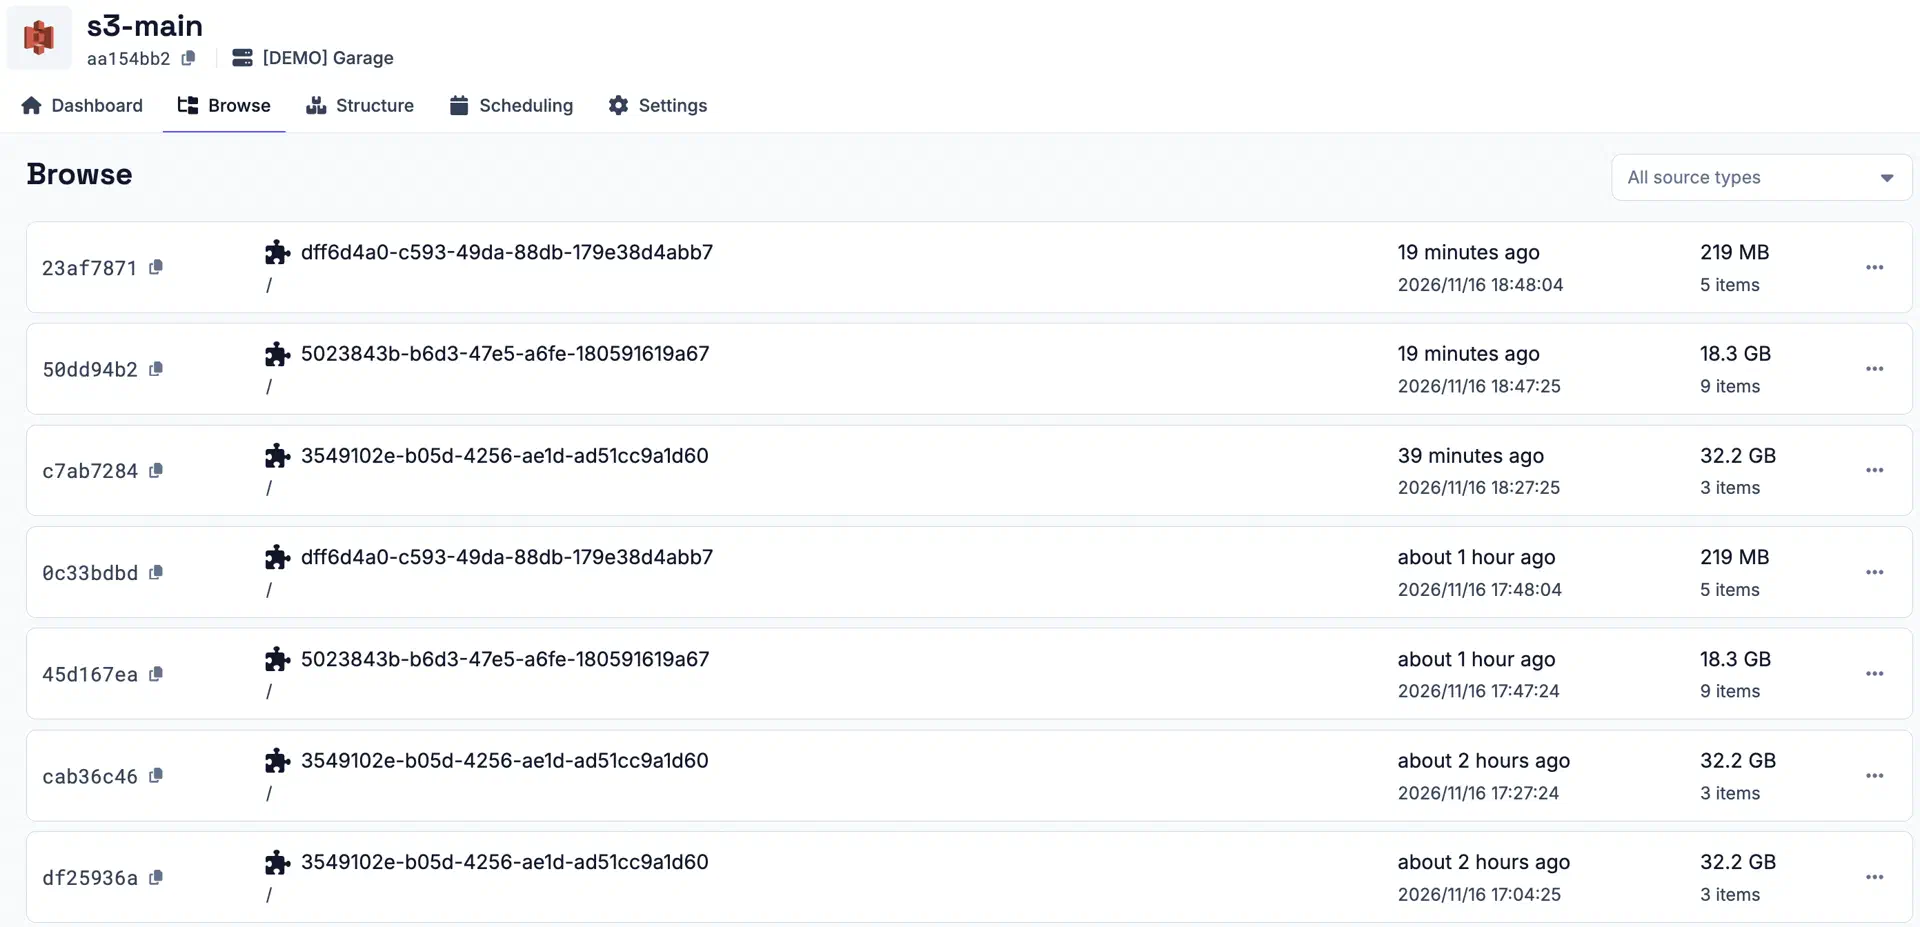 s3-main
aa154bb2 [DEMO] Garage
Dashboard Browse Structure Scheduling Settings
Browse
All source types
23af7871 dff6d4a0-c593-49da-88db-179e38d4abb7 19 minutes ago 219 MB
/ 2026/11/16 18:48:04 5 items
50dd94b2 5023843b-b6d3-47e5-a6fe-180591619a67 19 minutes ago 18.3 GB
/ 2026/11/16 18:47:25 9 items
c7ab7284 3549102e-b05d-4256-ae1d-ad51cc9a1d60 39 minutes ago 32.2 GB
/ 2026/11/16 18:27:25 3 items
0c33bdbd dff6d4a0-c593-49da-88db-179e38d4abb7 about 1 hour ago 219 MB
/ 2026/11/16 17:48:04 5 items
45d167ea 5023843b-b6d3-47e5-a6fe-180591619a67 about 1 hour ago 18.3 GB
/ 2026/11/16 17:47:24 9 items
cab36c46 3549102e-b05d-4256-ae1d-ad51cc9a1d60 about 2 hours ago 32.2 GB
/ 2026/11/16 17:27:24 3 items
df25936a 3549102e-b05d-4256-ae1d-ad51cc9a1d60 about 2 hours ago 32.2 GB
/ 2026/11/16 17:04:25 3 items